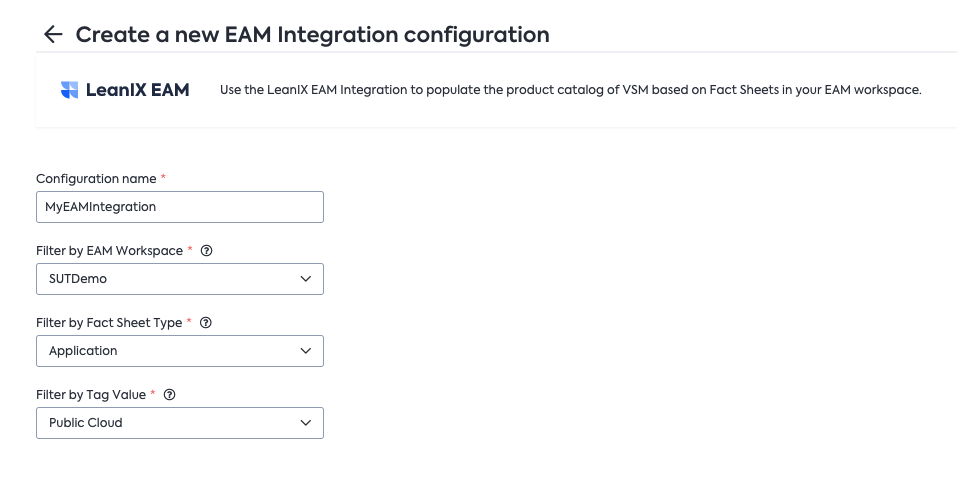 Create a new EAM Integration configuration
LeanIX EAM
Use the LeanIX EAM Integration to populate the product catalog of VSM based on Fact Sheets in your EAM workspace.
Configuration name *
MyEAMIntegration
Filter by EAM Workspace * ?
SUTDemo
Filter by Fact Sheet Type * ?
Application
Filter by Tag Value * ?
Public Cloud